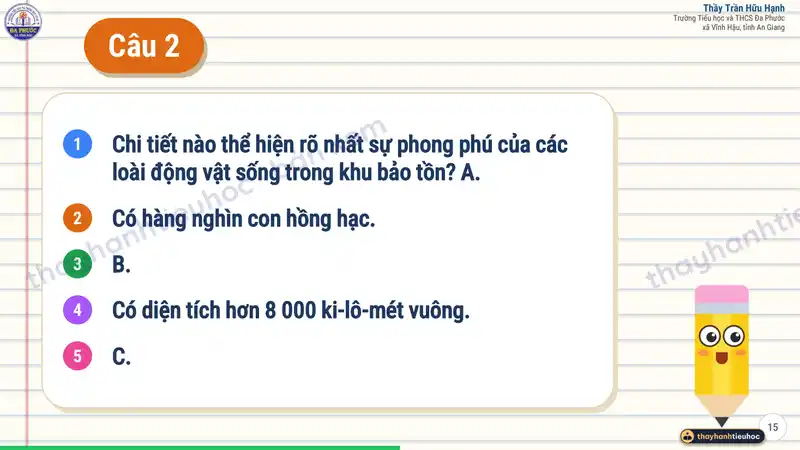 Thầy Trần Hữu Hạnh
Trường Tiểu học và THCS Đa Phước
xã Vĩnh Hậu, tỉnh An Giang
ĐA PHƯỚC
Câu 2
1 Chi tiết nào thể hiện rõ nhất sự phong phú của các
loài động vật sống trong khu bảo tồn? A.
2 Có hàng nghìn con hồng hạc.
3 B.
4 Có diện tích hơn 8 000 ki-lô-mét vuông.
5 C.
thayhanhtieuhoc
15